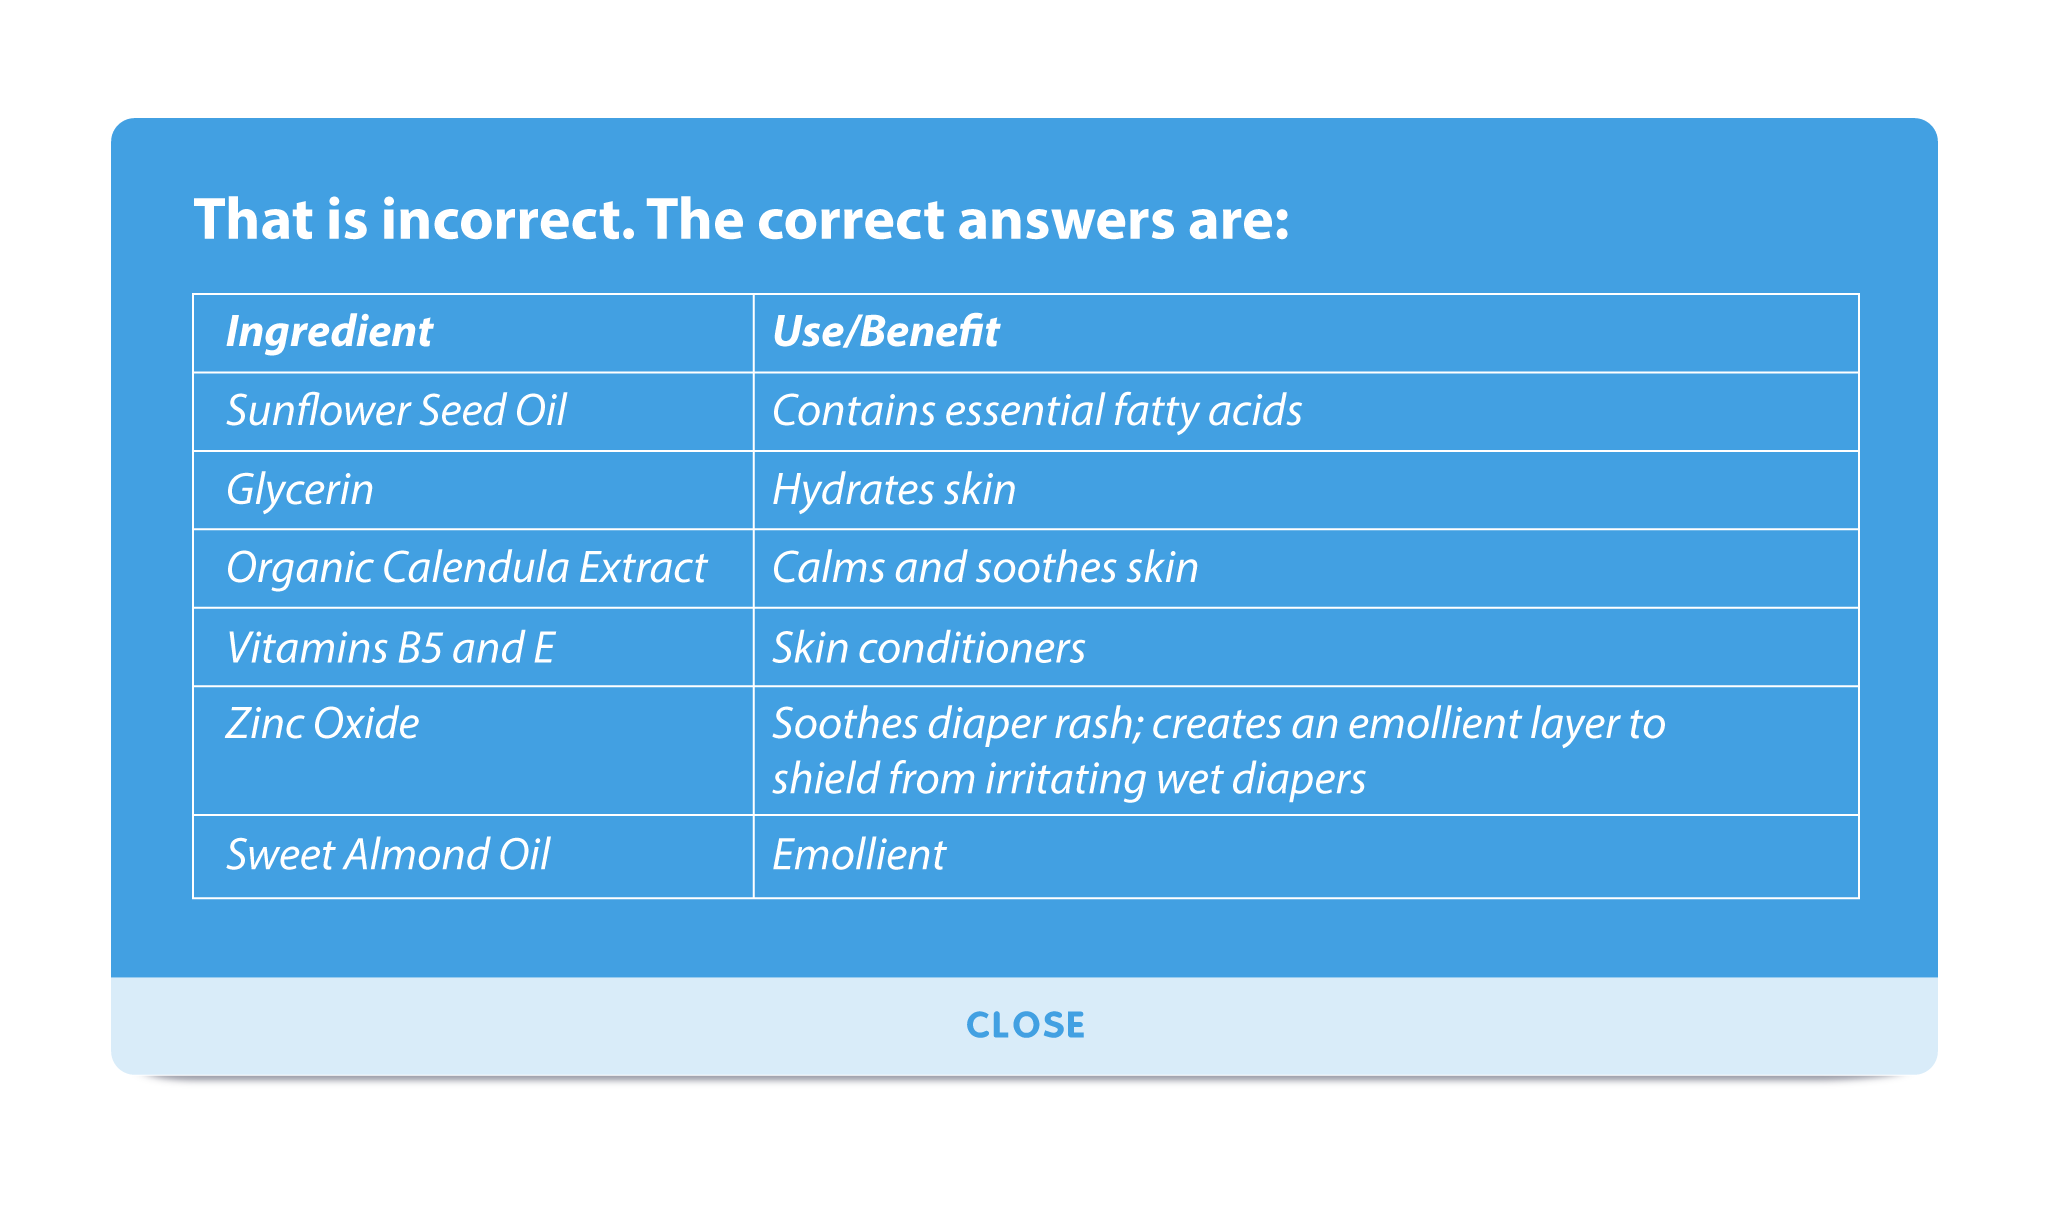 That is incorrect. The correct answers are:
Ingredient
Use/Benefit
Sunflower Seed Oil
Contains essential fatty acids
Glycerin
Hydrates skin
Organic Calendula Extract
Calms and soothes skin
Vitamins B5 and E
Skin conditioners
Zinc Oxide
Soothes diaper rash; creates an emollient layer to
shield from irritating wet diapers
Sweet Almond Oil
Emollient
CLOSE